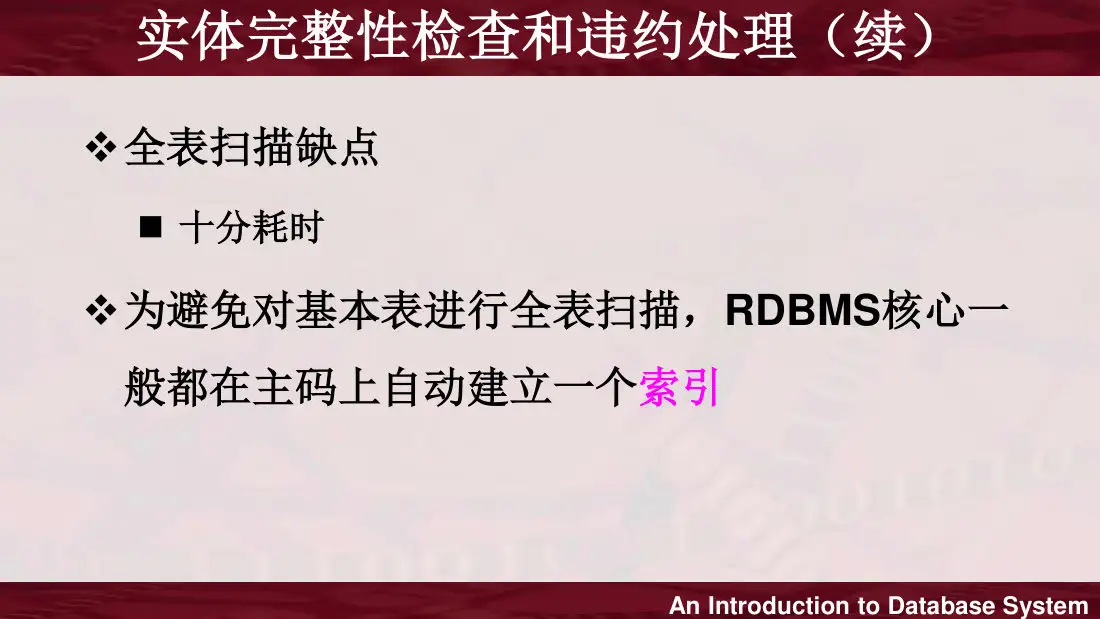 实体完整性检查和违约处理（续）
❖全表扫描缺点
■ 十分耗时
❖为避免对基本表进行全表扫描，RDBMS核心一
般都在主码上自动建立一个索引
An Introduction to Database System